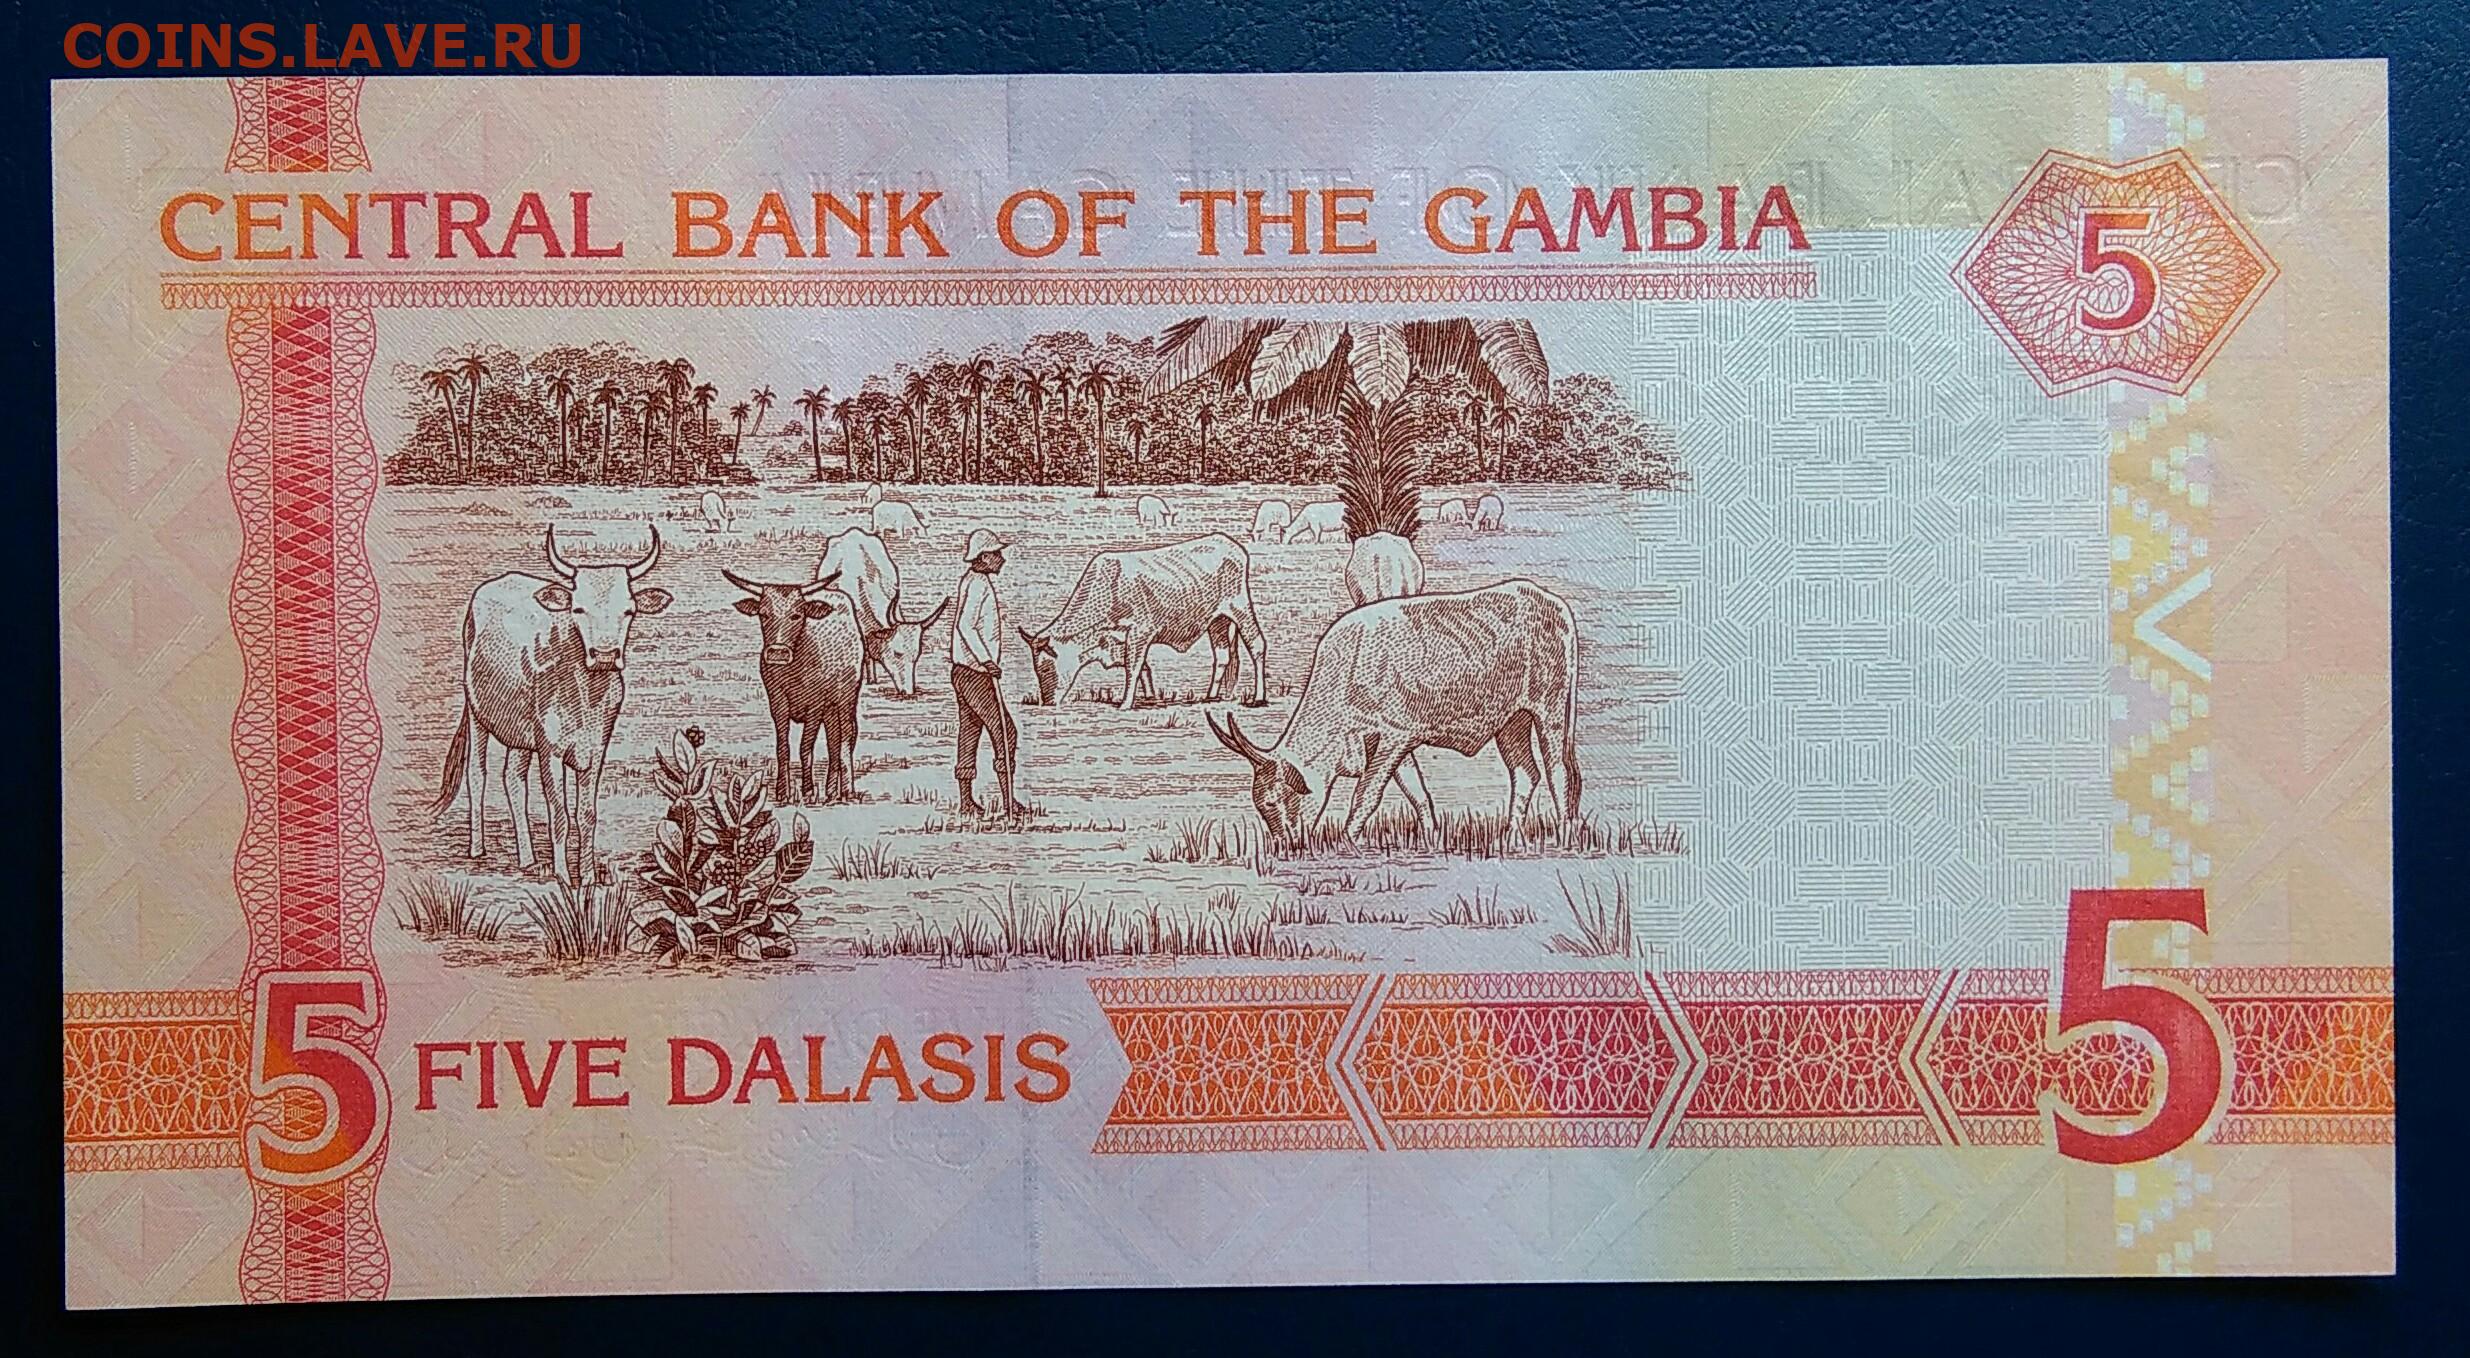 COINS.LAVE.RU
CENTRAL BANK OF THE GAMBIA
5
5
FIVE DALASIS
5